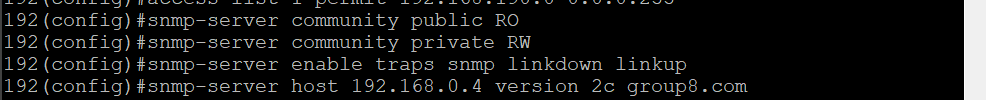 192(config)#access-list 1 permit 192.168.190.0 0.0.0.255
192(config)#snmp-server community public RO
192(config)#snmp-server community private RW
192(config)#snmp-server enable traps snmp linkdown linkup
192(config)#snmp-server host 192.168.0.4 version 2c group8.com